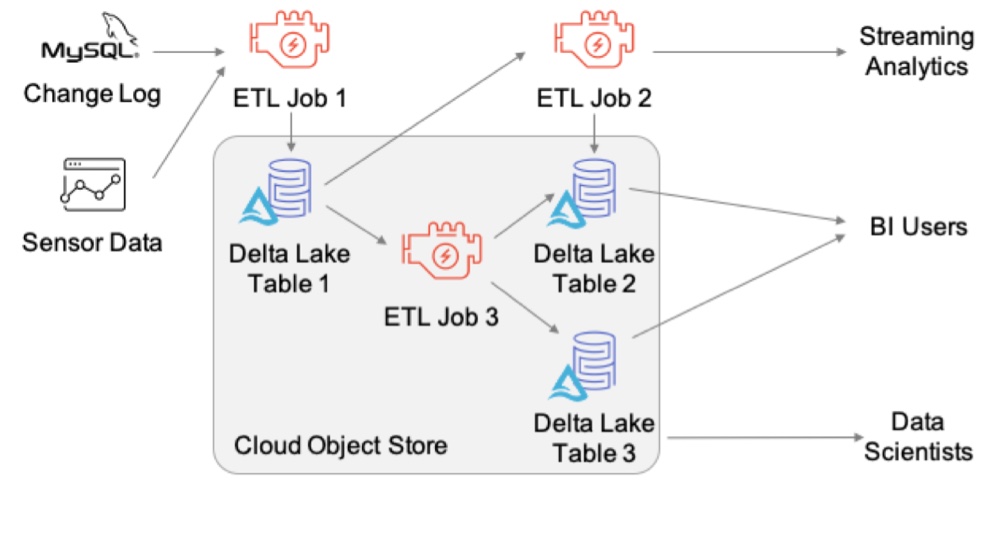 MySQL®
Change Log
ETL Job 1
ETL Job 2
Streaming
Analytics
Sensor Data
Delta Lake
Table 1
ETL Job 3
Delta Lake
Table 2
BI Users
Delta Lake
Table 3
Cloud Object Store
Data
Scientists